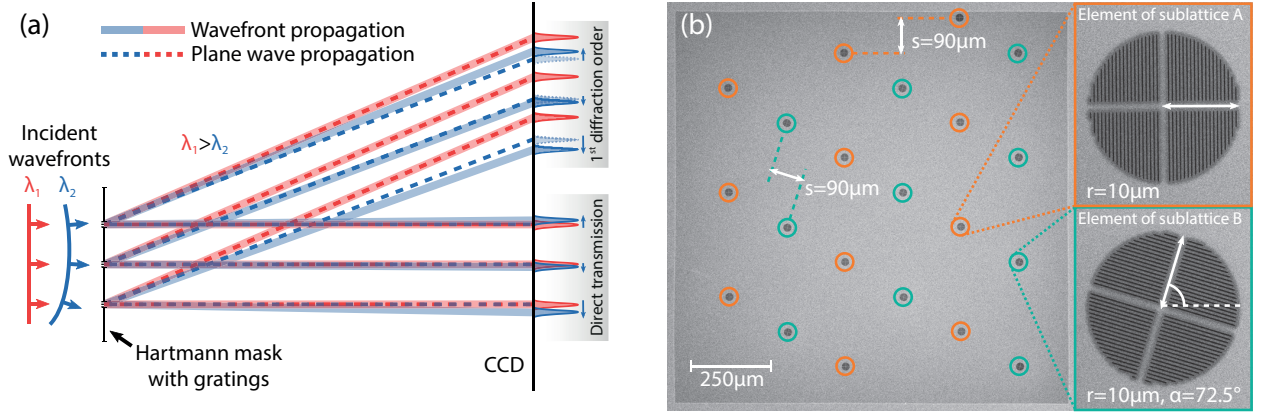 (a)
Wavefront propagation
Plane wave propagation
Incident
wavefronts
λ1
λ2
λ1>λ2
1st diffraction order
Direct transmission
Hartmann mask
with gratings
CCD
(b)
s=90μm
s=90μm
250μm
Element of sublattice A
r=10μm
Element of sublattice B
r=10μm, α=72.5°